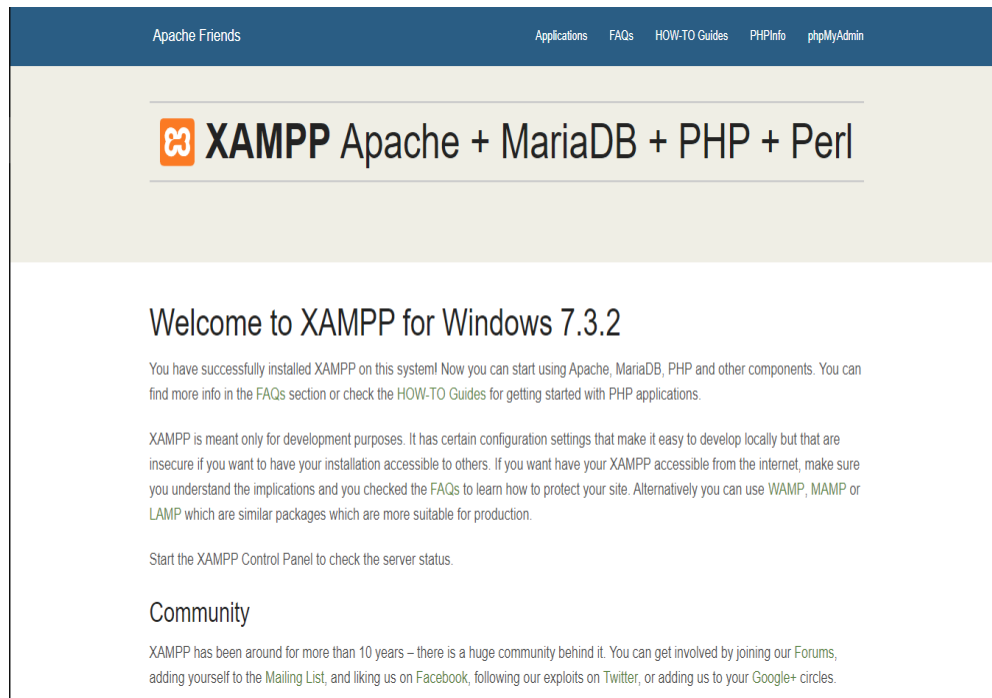 Apache Friends Applications FAQs HOW-TO Guides PHPInfo phpMyAdmin
XAMPP Apache + MariaDB + PHP + Perl
Welcome to XAMPP for Windows 7.3.2
You have successfully installed XAMPP on this system! Now you can start using Apache, MariaDB, PHP and other components. You can
find more info in the FAQs section or check the HOW-TO Guides for getting started with PHP applications.
XAMPP is meant only for development purposes. It has certain configuration settings that make it easy to develop locally but that are
insecure if you want to have your installation accessible to others. If you want have your XAMPP accessible from the internet, make sure
you understand the implications and you checked the FAQs to learn how to protect your site. Alternatively you can use WAMP, MAMP or
LAMP which are similar packages which are more suitable for production.
Start the XAMPP Control Panel to check the server status.
Community
XAMPP has been around for more than 10 years – there is a huge community behind it. You can get involved by joining our Forums,
adding yourself to the Mailing List, and liking us on Facebook, following our exploits on Twitter, or adding us to your Google+ circles.